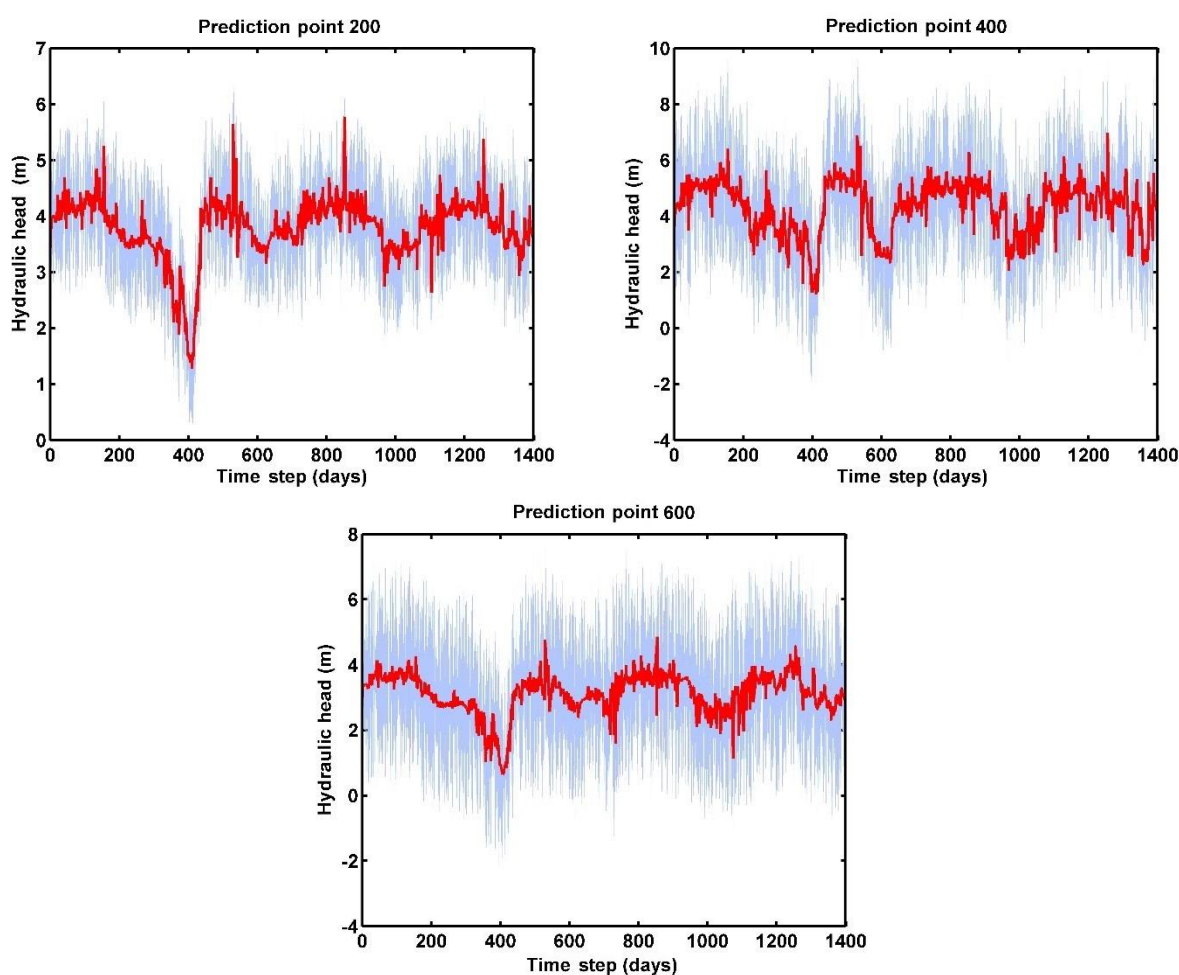 Prediction point 200
7
6
5
4
3
2
1
0
Hydraulic head (m)
0 200 400 600 800 1000 1200 1400
Time step (days)
Prediction point 400
10
8
6
4
2
0
-2
-4
Hydraulic head (m)
0 200 400 600 800 1000 1200 1400
Time step (days)
Prediction point 600
8
6
4
2
0
-2
-4
Hydraulic head (m)
0 200 400 600 800 1000 1200 1400
Time step (days)